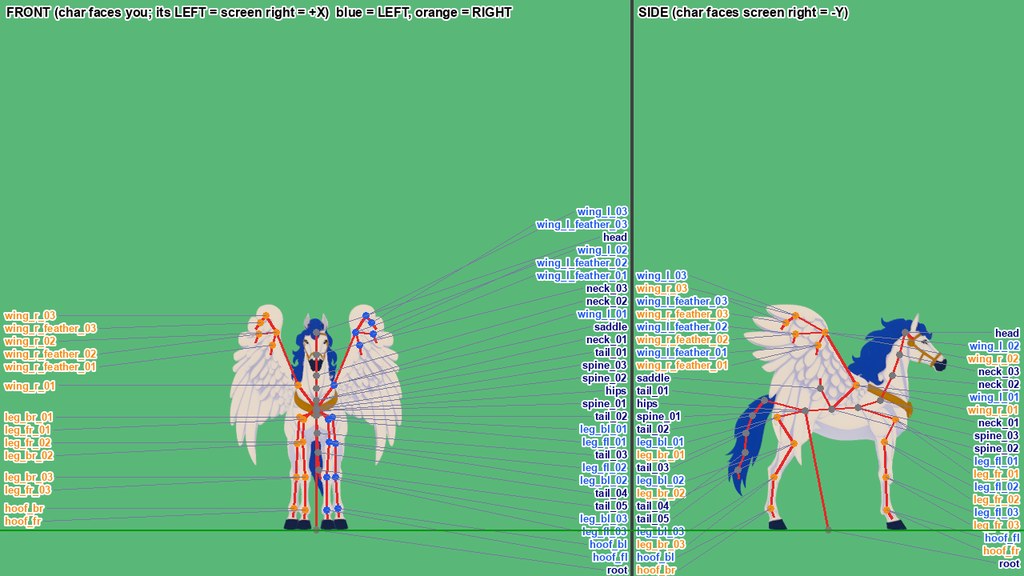 FRONT (char faces you; its LEFT = screen right = +X)  blue = LEFT, orange = RIGHT
wing_r_03
wing_r_feather_03
wing_r_02
wing_r_feather_02
wing_r_feather_01
wing_r_01
leg_br_01
leg_fr_01
leg_fr_02
leg_br_02
leg_br_03
leg_fr_03
hoof_br
hoof_fr
wing_l_03
wing_l_feather_03
head
wing_l_02
wing_l_feather_02
wing_l_feather_01
neck_03
neck_02
wing_l_01
saddle
neck_01
tail_01
spine_03
spine_02
hips
spine_01
tail_02
leg_bl_01
leg_fl_01
tail_03
leg_fl_02
leg_bl_02
tail_04
tail_05
leg_bl_03
leg_fl_03
hoof_bl
hoof_fl
root
SIDE (char faces screen right = -Y)
wing_l_03
wing_r_03
wing_l_feather_03
wing_r_feather_03
wing_l_feather_02
wing_r_feather_02
wing_l_feather_01
wing_r_feather_01
saddle
tail_01
hips
spine_01
tail_02
leg_bl_01
leg_br_01
tail_03
leg_bl_02
leg_br_02
tail_04
tail_05
leg_bl_03
leg_br_03
hoof_bl
hoof_br
head
wing_l_02
wing_r_02
neck_03
neck_02
wing_l_01
wing_r_01
neck_01
spine_03
spine_02
leg_fl_01
leg_fr_01
leg_fl_02
leg_fr_02
leg_fl_03
leg_fr_03
hoof_fl
hoof_fr
root